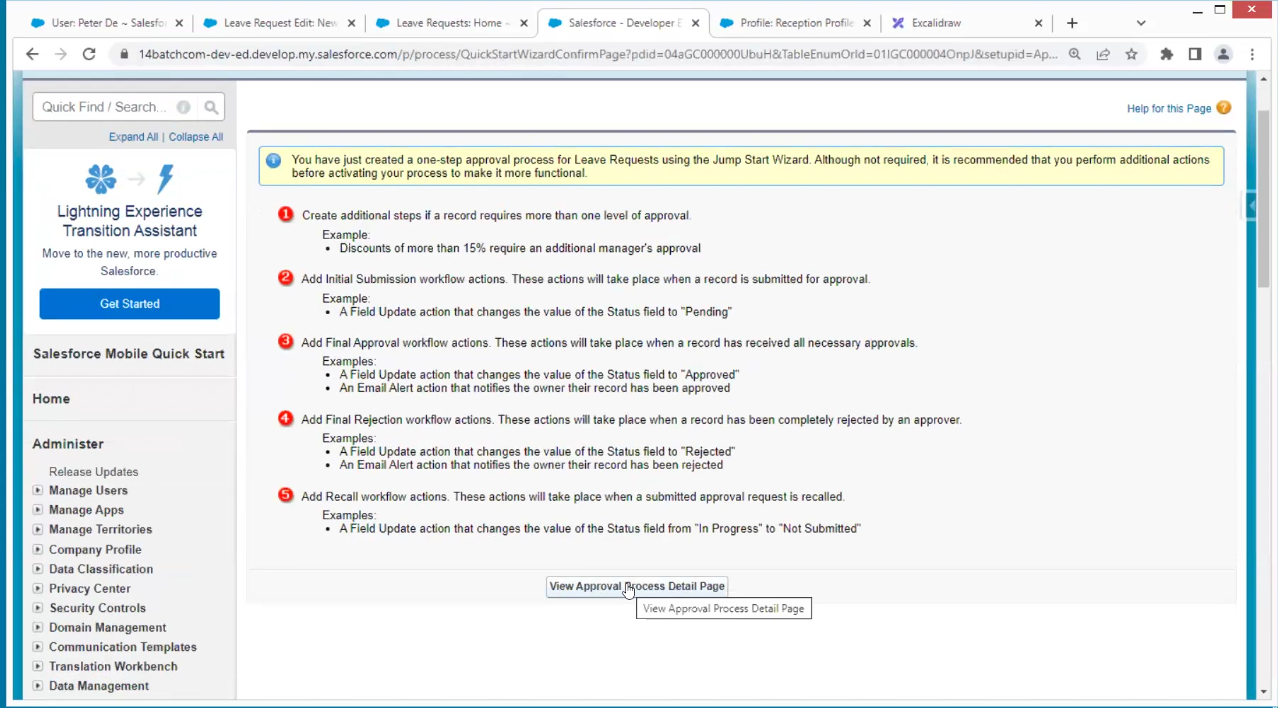 User: Peter De ~ Salesfo
Leave Request Edit: New
Leave Requests: Home ~
Salesforce - Developer E
Profile: Reception Profile
Excalidraw
14batchcom-dev-ed.develop.my.salesforce.com/p/process/QuickStartWizardConfirmPage?pdid=04aGC000000UbuH&TableEnumOrId=01IGC000004OnpJ&setupid=Ap...
Quick Find / Search...
Expand All | Collapse All
Lightning Experience
Transition Assistant
Move to the new, more productive
Salesforce.
Get Started
Salesforce Mobile Quick Start
Home
Administer
Release Updates
Manage Users
Manage Apps
Manage Territories
Company Profile
Data Classification
Privacy Center
Security Controls
Domain Management
Communication Templates
Translation Workbench
Data Management
Help for this Page ?
You have just created a one-step approval process for Leave Requests using the Jump Start Wizard. Although not required, it is recommended that you perform additional actions
before activating your process to make it more functional.
1 Create additional steps if a record requires more than one level of approval.
Example:
• Discounts of more than 15% require an additional manager's approval
2 Add Initial Submission workflow actions. These actions will take place when a record is submitted for approval.
Example:
• A Field Update action that changes the value of the Status field to "Pending"
3 Add Final Approval workflow actions. These actions will take place when a record has received all necessary approvals.
Examples:
• A Field Update action that changes the value of the Status field to "Approved"
• An Email Alert action that notifies the owner their record has been approved
4 Add Final Rejection workflow actions. These actions will take place when a record has been completely rejected by an approver.
Examples:
• A Field Update action that changes the value of the Status field to "Rejected"
• An Email Alert action that notifies the owner their record has been rejected
5 Add Recall workflow actions. These actions will take place when a submitted approval request is recalled.
Examples:
• A Field Update action that changes the value of the Status field from "In Progress" to "Not Submitted"
View Approval Process Detail Page
View Approval Process Detail Page